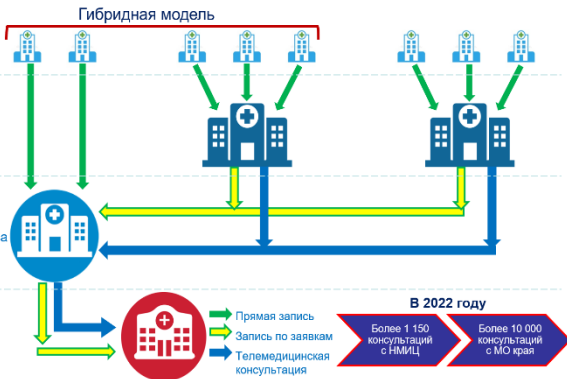 Гибридная модель
а
Прямая запись
Запись по заявкам
Телемедицинская
консультация
В 2022 году
Более 1 150
консультаций
с НМИЦ
Более 10 000
консультаций
с МО края